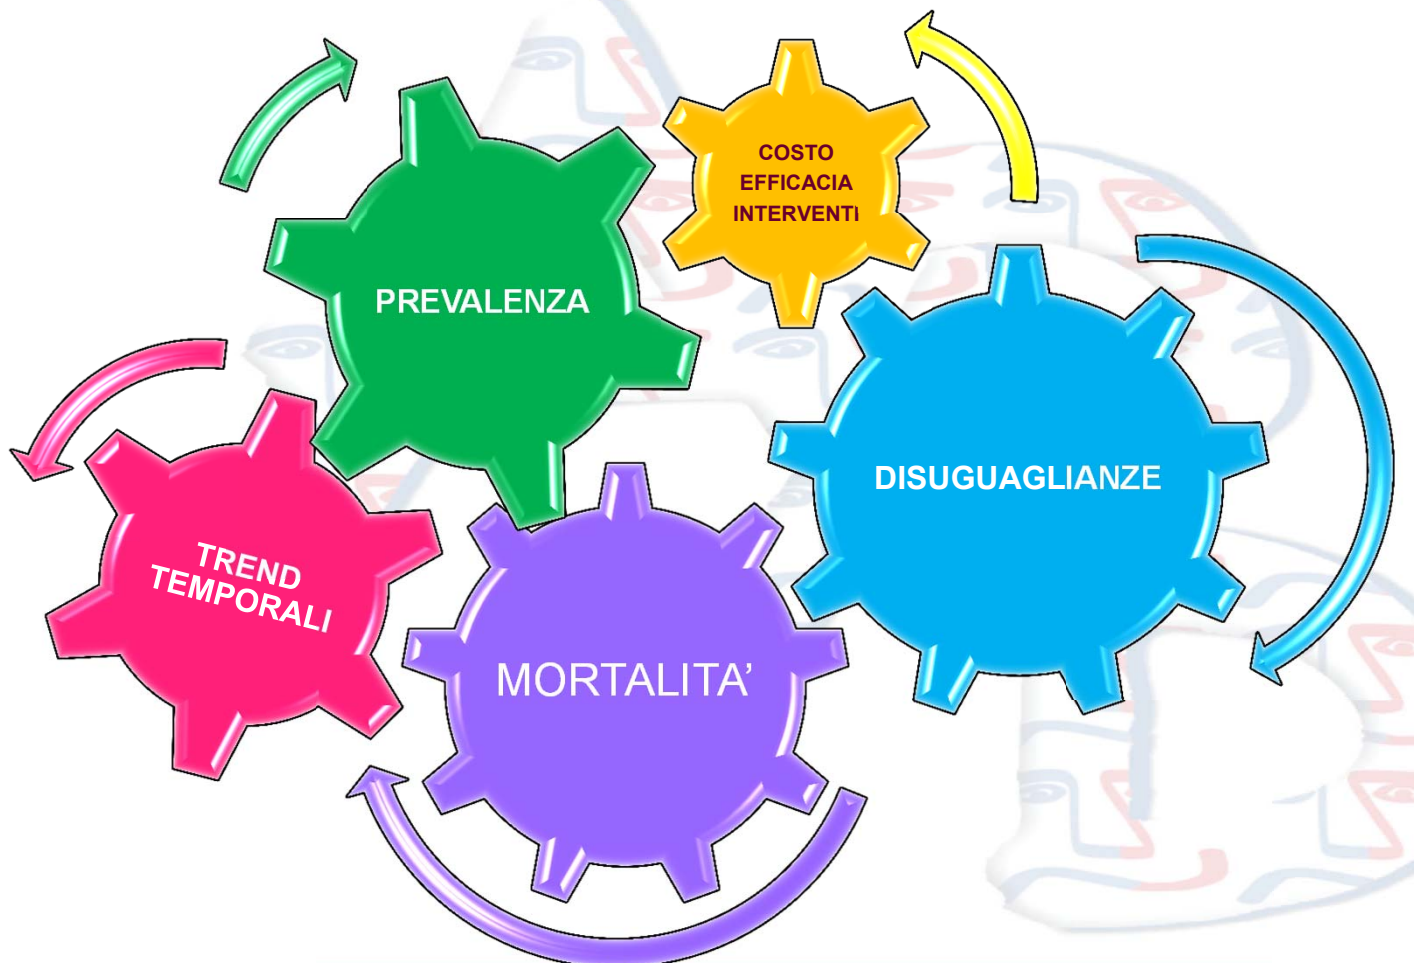 COSTO
EFFICACIA
INTERVENTI
PREVALENZA
DISUGUAGLIANZE
TREND
TEMPORALI
MORTALITA’